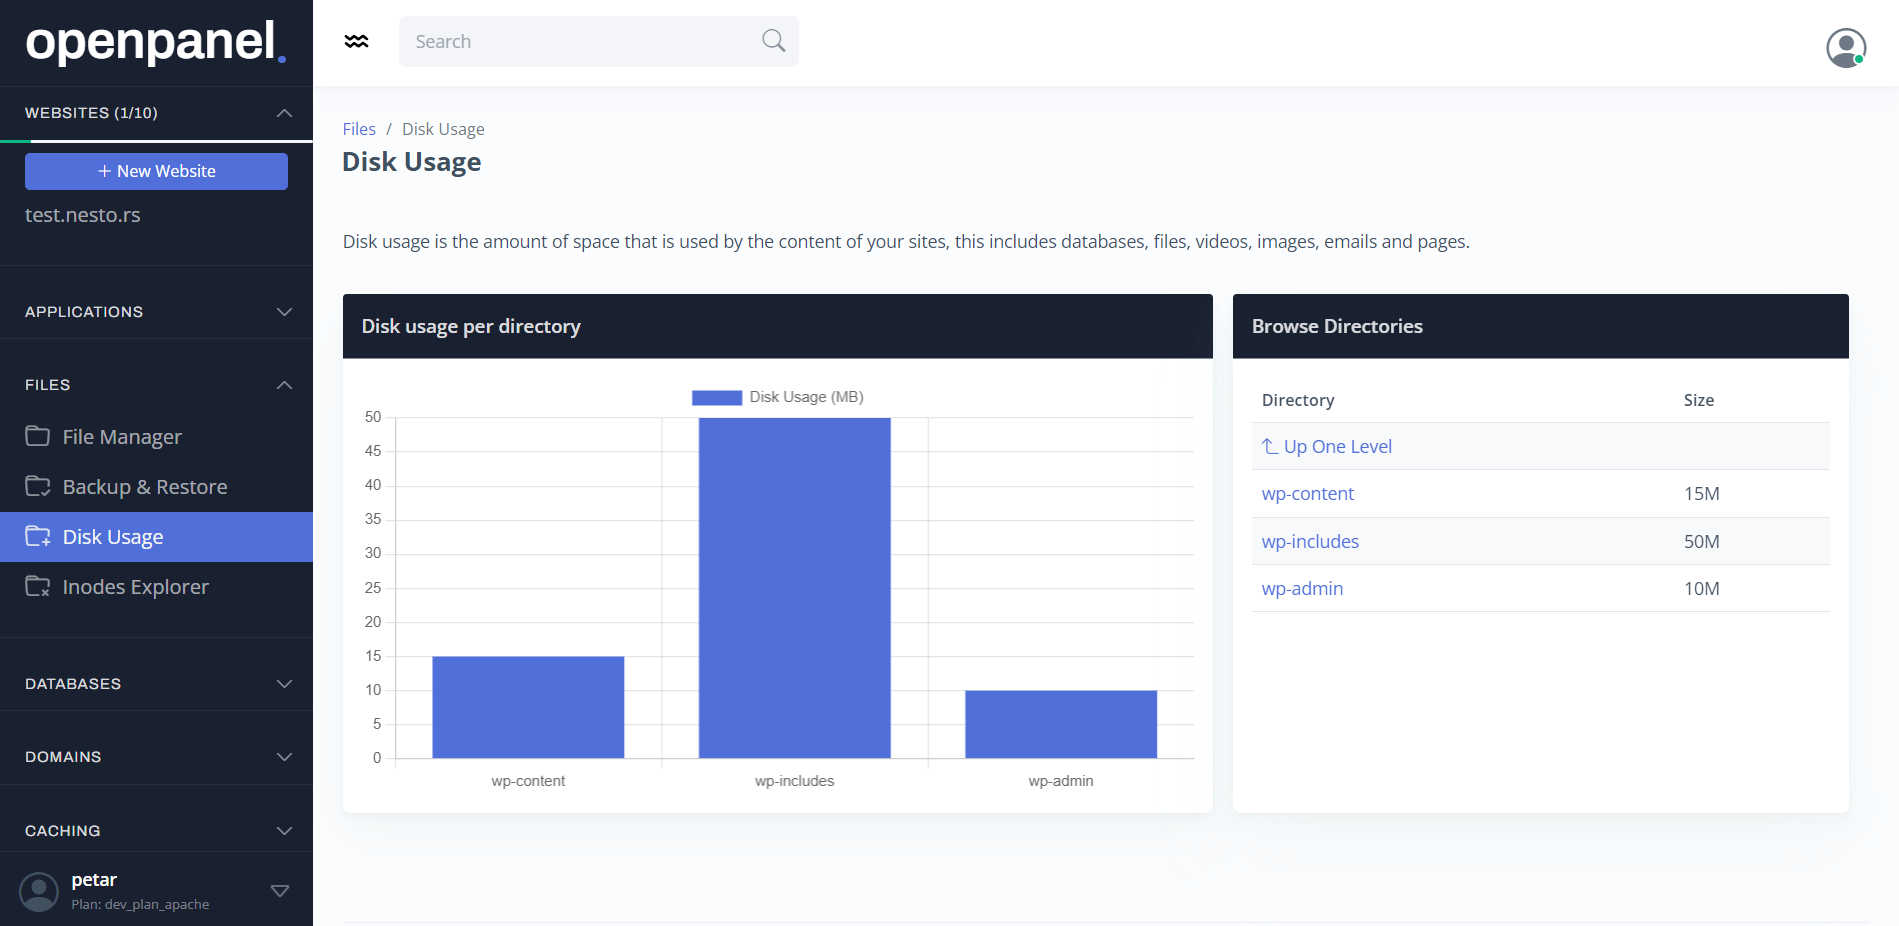 openpanel.
WEBSITES (1/10)
+ New Website
test.nesto.rs
APPLICATIONS
FILES
File Manager
Backup & Restore
Disk Usage
Inodes Explorer
DATABASES
DOMAINS
CACHING
petar
Plan: dev_plan_apache
Search
Files / Disk Usage
Disk Usage
Disk usage is the amount of space that is used by the content of your sites, this includes databases, files, videos, images, emails and pages.
Disk usage per directory
Disk Usage (MB)
50
45
40
35
30
25
20
15
10
5
0
wp-content wp-includes wp-admin
Browse Directories
Directory Size
Up One Level
wp-content 15M
wp-includes 50M
wp-admin 10M